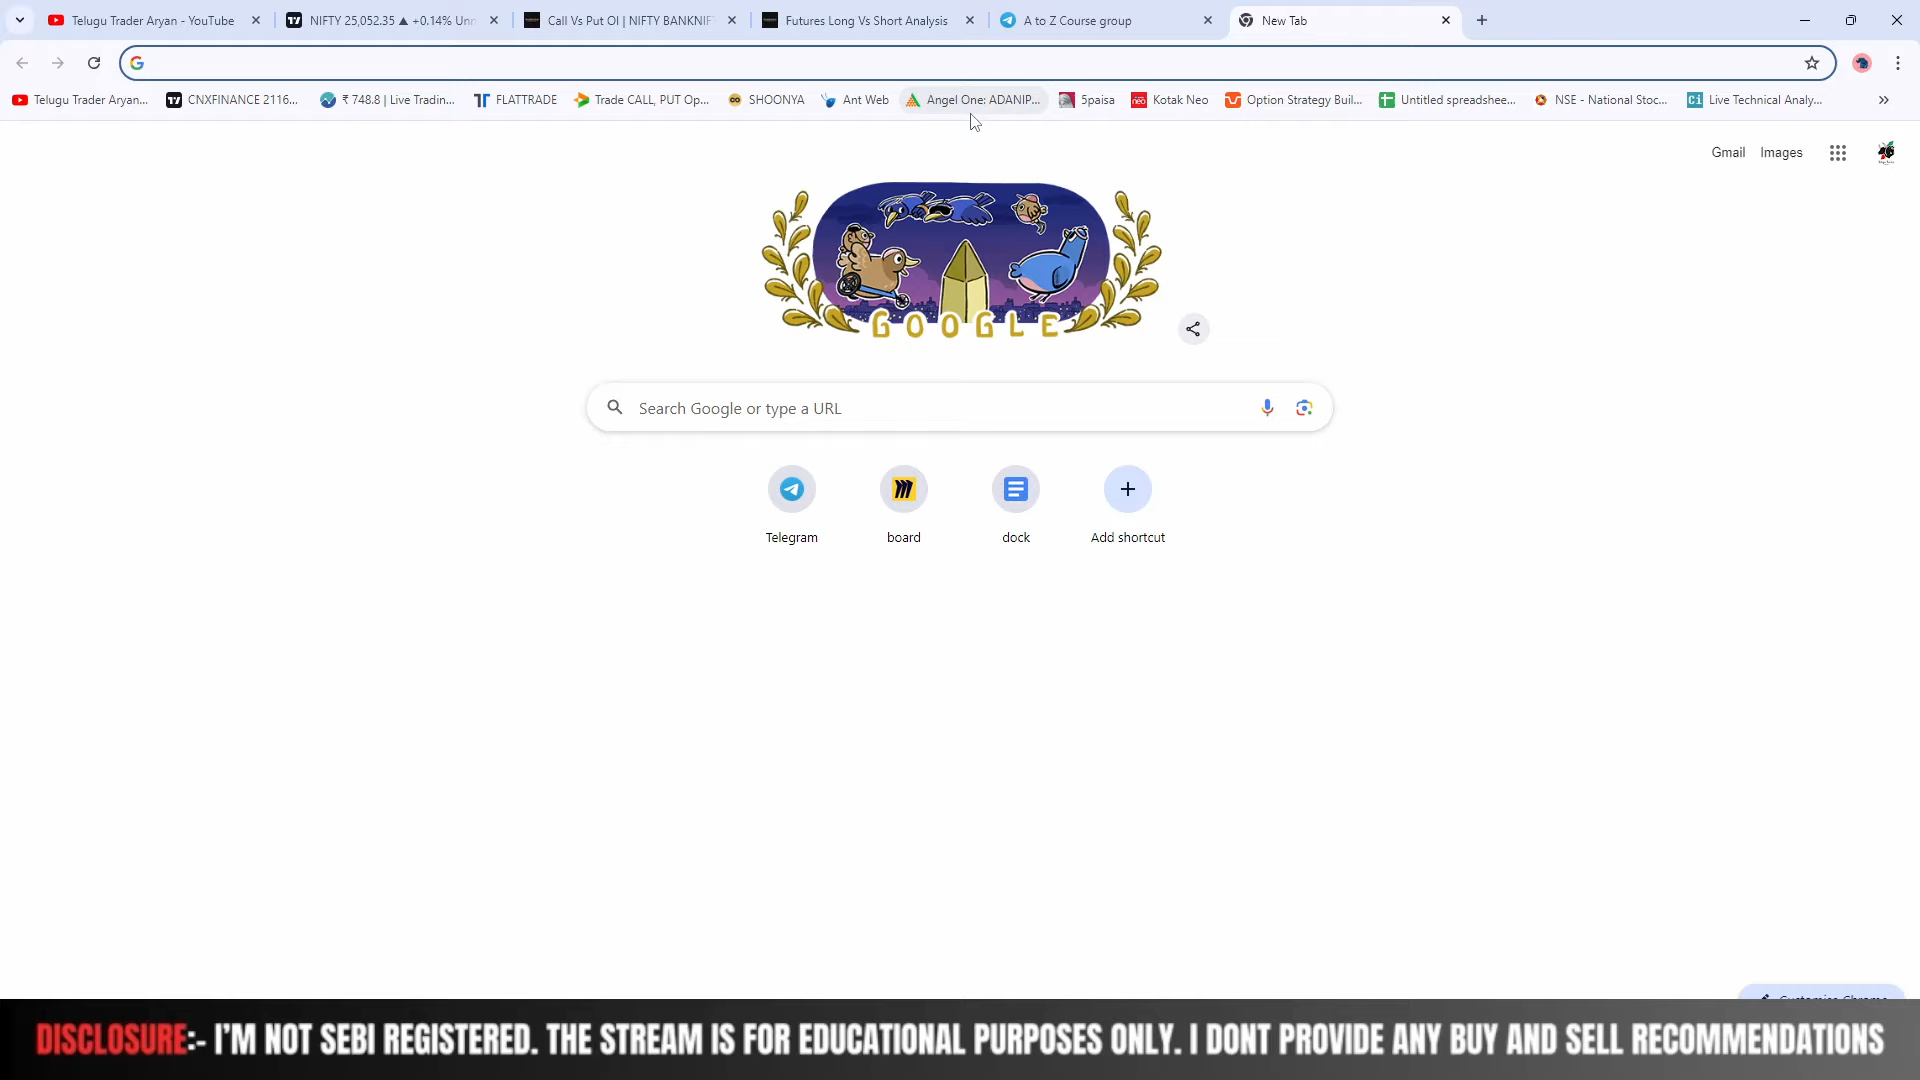 Telugu Trader Aryan - YouTube
NIFTY 25,052.35 ▲ +0.14% Unn
Call Vs Put OI | NIFTY BANKNIF
Futures Long Vs Short Analysis
A to Z Course group
New Tab
Telugu Trader Aryan...
CNXFINANCE 2116...
₹ 748.8 | Live Tradin...
FLATTRADE
Trade CALL, PUT Op...
SHOONYA
Ant Web
Angel One: ADANIP...
5paisa
Kotak Neo
Option Strategy Buil...
Untitled spreadshee...
NSE - National Stoc...
Live Technical Analy...
Gmail
Images
GOOGLE
Search Google or type a URL
Telegram
board
dock
Add shortcut
DISCLOSURE:- I'M NOT SEBI REGISTERED. THE STREAM IS FOR EDUCATIONAL PURPOSES ONLY. I DONT PROVIDE ANY BUY AND SELL RECOMMENDATIONS